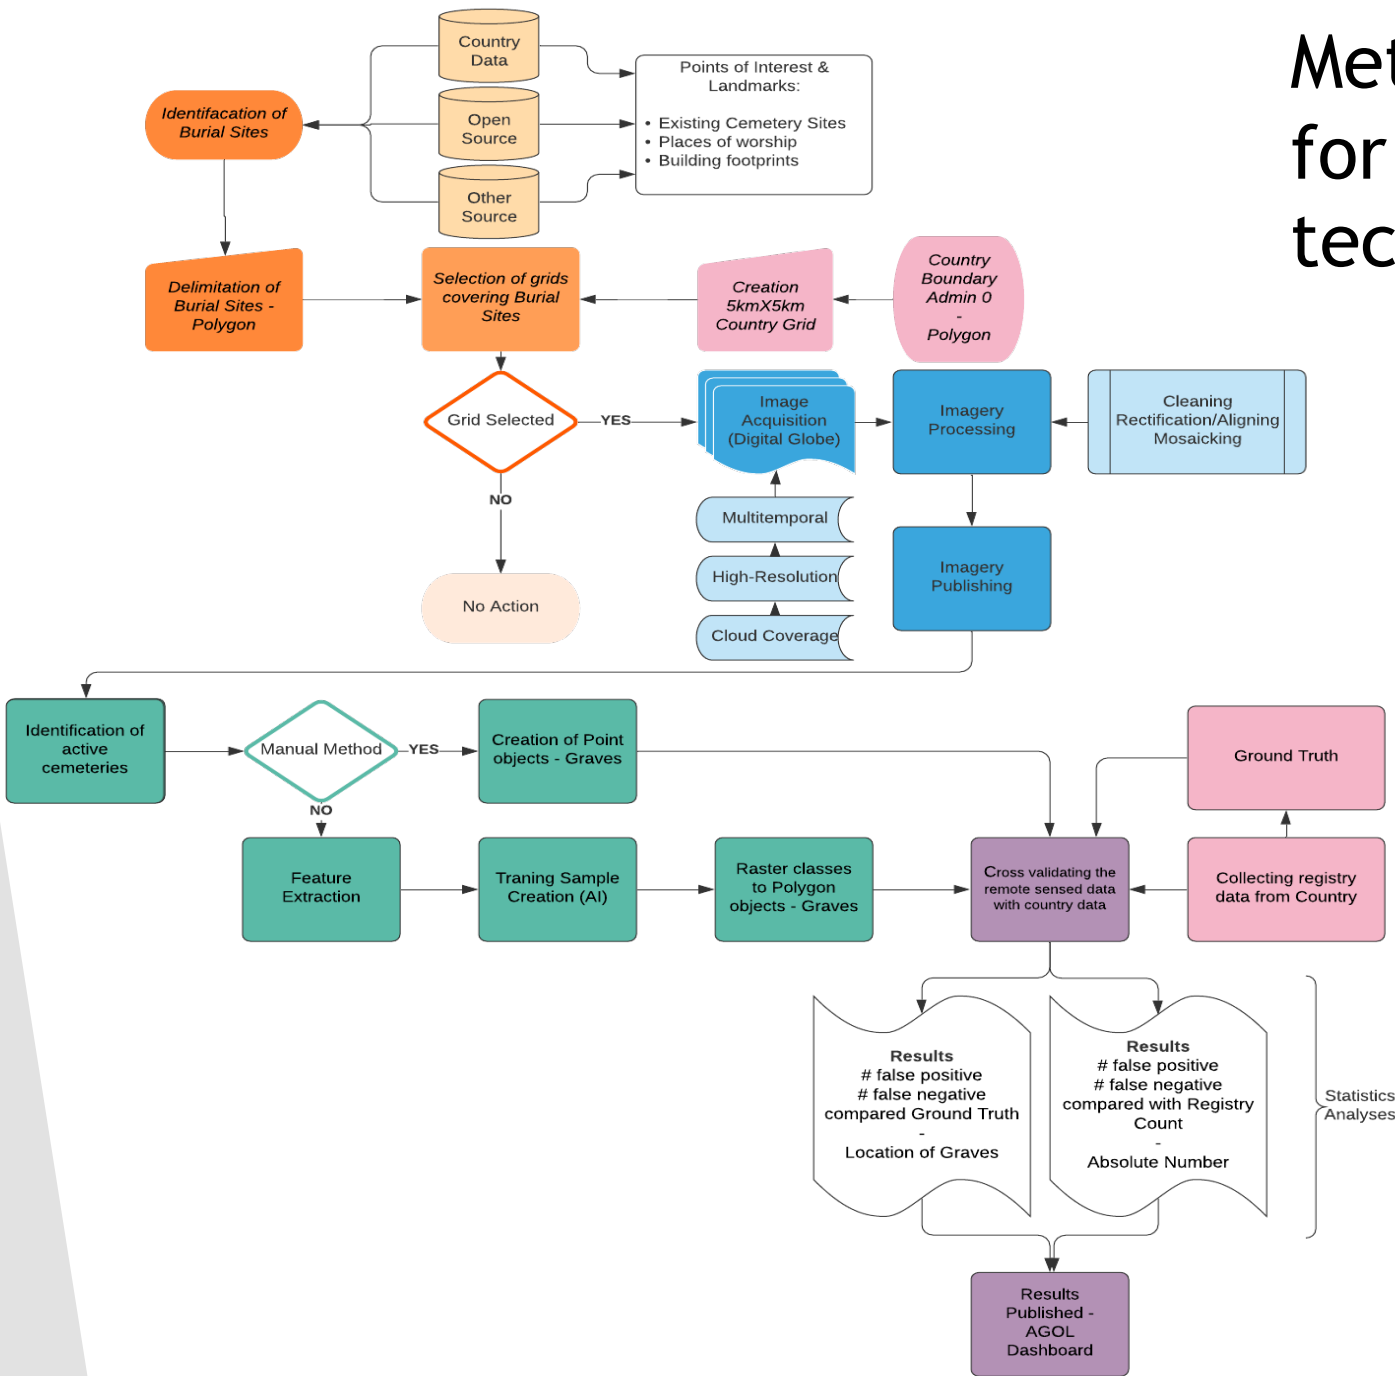 Met
for
tec
Country
Data
Points of Interest &
Landmarks:
• Existing Cemetery Sites
• Places of worship
• Building footprints
Identifacation of
Burial Sites
Open
Source
Other
Source
Delimitation of
Burial Sites -
Polygon
Selection of grids
covering Burial
Sites
Creation
5kmX5km
Country Grid
Country
Boundary
Admin 0
-
Polygon
Grid Selected
YES
NO
No Action
Image
Acquisition
(Digital Globe)
Imagery
Processing
Cleaning
Rectification/Aligning
Mosaicking
Multitemporal
High-Resolution
Cloud Coverage
Imagery
Publishing
Identification of
active
cemeteries
Manual Method
YES
NO
Creation of Point
objects - Graves
Ground Truth
Feature
Extraction
Traning Sample
Creation (AI)
Raster classes
to Polygon
objects - Graves
Cross validating the
remote sensed data
with country data
Collecting registry
data from Country
Results
# false positive
# false negative
compared Ground Truth
-
Location of Graves
Results
# false positive
# false negative
compared with Registry
Count
-
Absolute Number
Statistics
Analyses
Results
Published -
AGOL
Dashboard